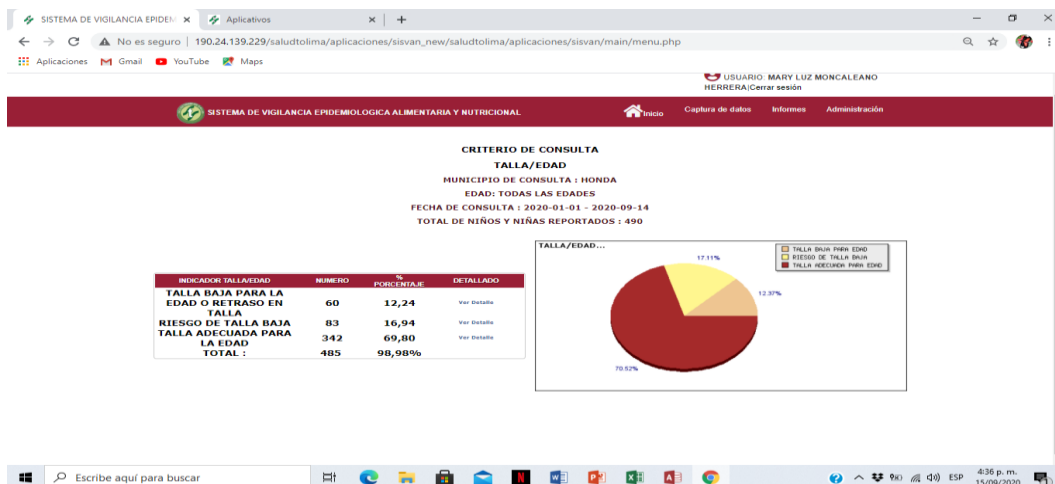 SISTEMA DE VIGILANCIA EPIDEM
Aplicativos
No es seguro 190.24.139.229/saludtolima/aplicaciones/sisvan_new/saludtolima/aplicaciones/sisvan/main/menu.php
Aplicaciones Gmail YouTube Maps
USUARIO: MARY LUZ MONCALEANO
HERRERA|Cerrar sesión
SISTEMA DE VIGILANCIA EPIDEMIOLOGICA ALIMENTARIA Y NUTRICIONAL Inicio Captura de datos Informes Administración
CRITERIO DE CONSULTA
TALLA/EDAD
MUNICIPIO DE CONSULTA : HONDA
EDAD: TODAS LAS EDADES
FECHA DE CONSULTA : 2020-01-01 - 2020-09-14
TOTAL DE NIÑOS Y NIÑAS REPORTADOS : 490
INDICADOR TALLA/EDAD NUMERO % PORCENTAJE DETALLADO
TALLA BAJA PARA LA EDAD O RETRASO EN TALLA 60 12,24 Ver Detalle
RIESGO DE TALLA BAJA 83 16,94 Ver Detalle
TALLA ADECUADA PARA LA EDAD 342 69,80 Ver Detalle
TOTAL : 485 98,98%
TALLA/EDAD...
TALLA BAJA PARA EDAD
RIESGO DE TALLA BAJA
TALLA ADECUADA PARA EDAD
17.11%
12.37%
70.52%
Escribe aquí para buscar
ESP
4:36 p. m.
15/09/2020